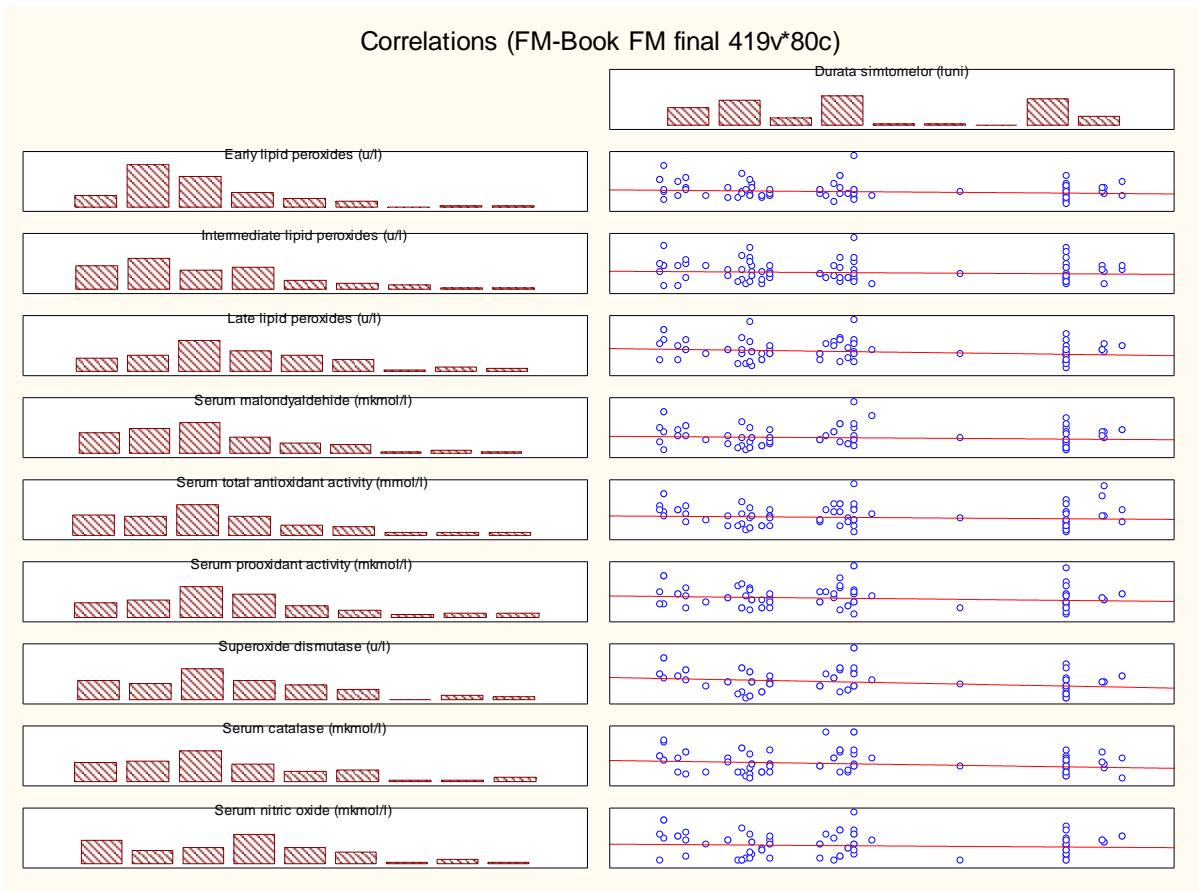 Correlations (FM-Book FM final 419v*80c)
Durata simtomelor (luni)
Early lipid peroxides (u/l)
Intermediate lipid peroxides (u/l)
Late lipid peroxides (u/l)
Serum malondyaldehide (mkmol/l)
Serum total antioxidant activity (mmol/l)
Serum prooxidant activity (mkmol/l)
Superoxide dismutase (u/l)
Serum catalase (mkmol/l)
Serum nitric oxide (mkmol/l)